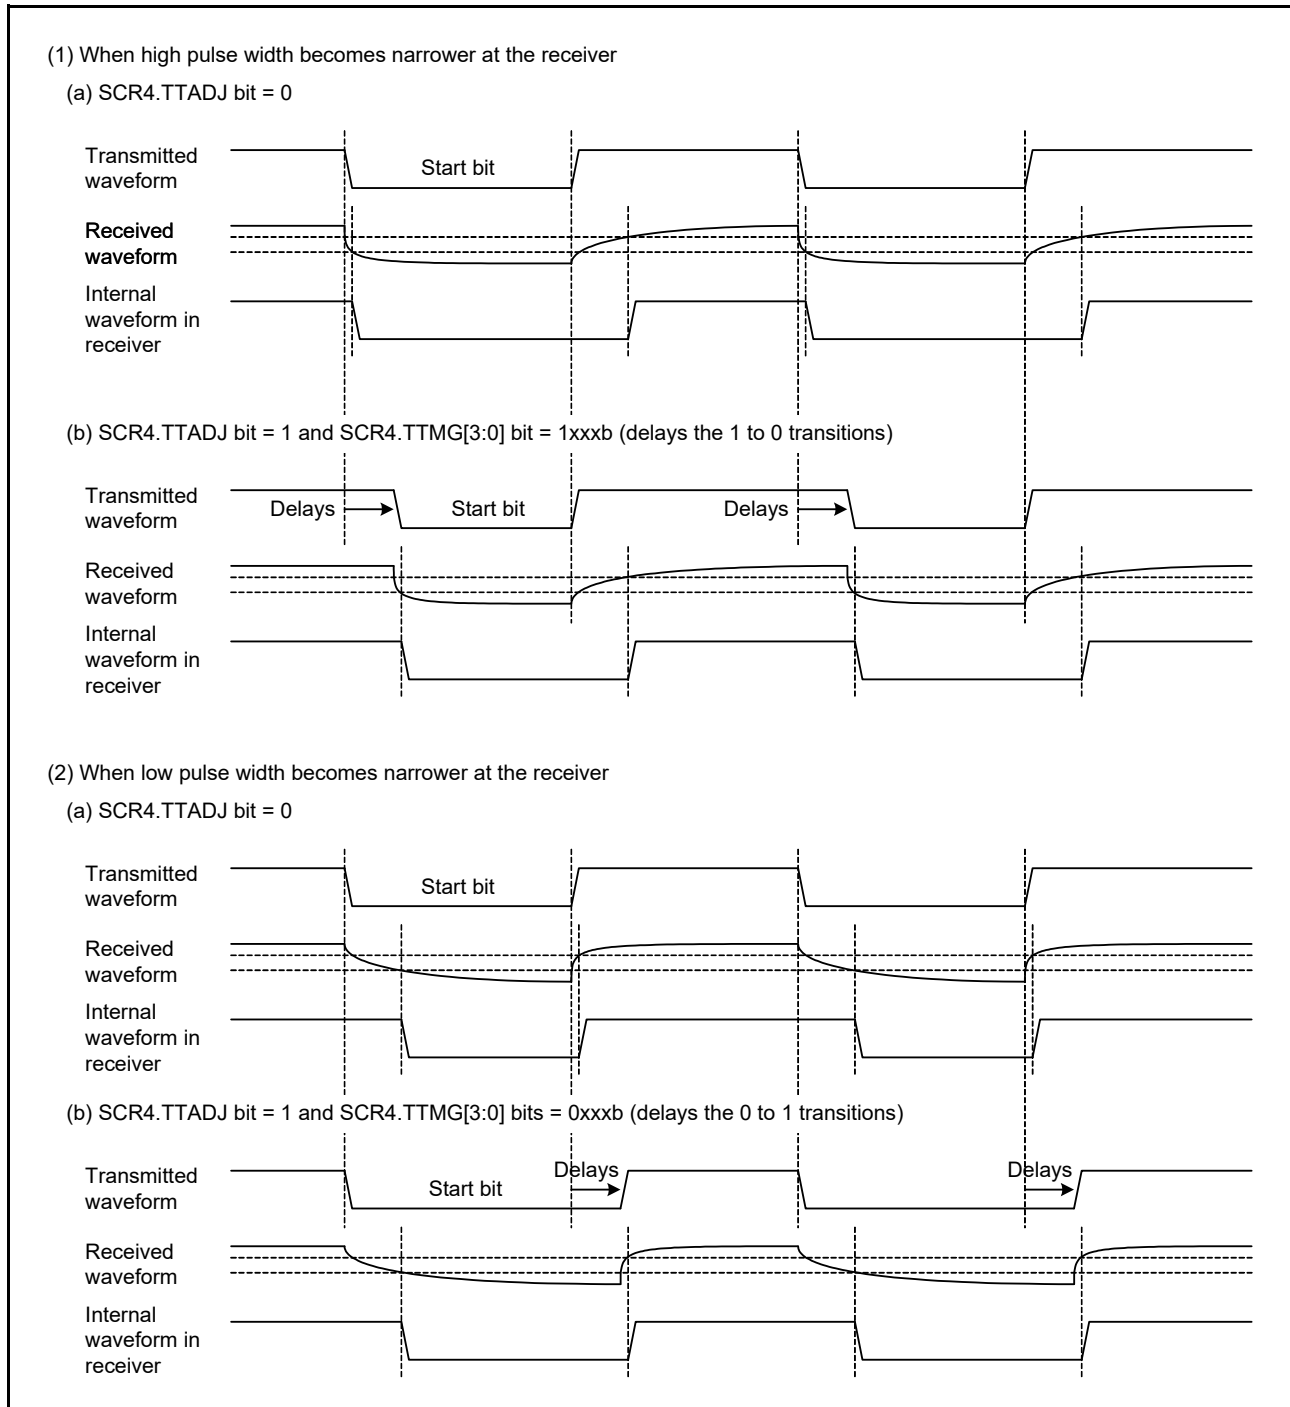 (1) When high pulse width becomes narrower at the receiver
(a) SCR4.TTADJ bit = 0
Transmitted
waveform
Start bit
Received
waveform
Internal
waveform in
receiver
(b) SCR4.TTADJ bit = 1 and SCR4.TTMG[3:0] bit = 1xxxb (delays the 1 to 0 transitions)
Transmitted
waveform
Delays
Start bit
Delays
Received
waveform
Internal
waveform in
receiver
(2) When low pulse width becomes narrower at the receiver
(a) SCR4.TTADJ bit = 0
Transmitted
waveform
Start bit
Received
waveform
Internal
waveform in
receiver
(b) SCR4.TTADJ bit = 1 and SCR4.TTMG[3:0] bits = 0xxxb (delays the 0 to 1 transitions)
Transmitted
waveform
Start bit
Delays
Delays
Received
waveform
Internal
waveform in
receiver